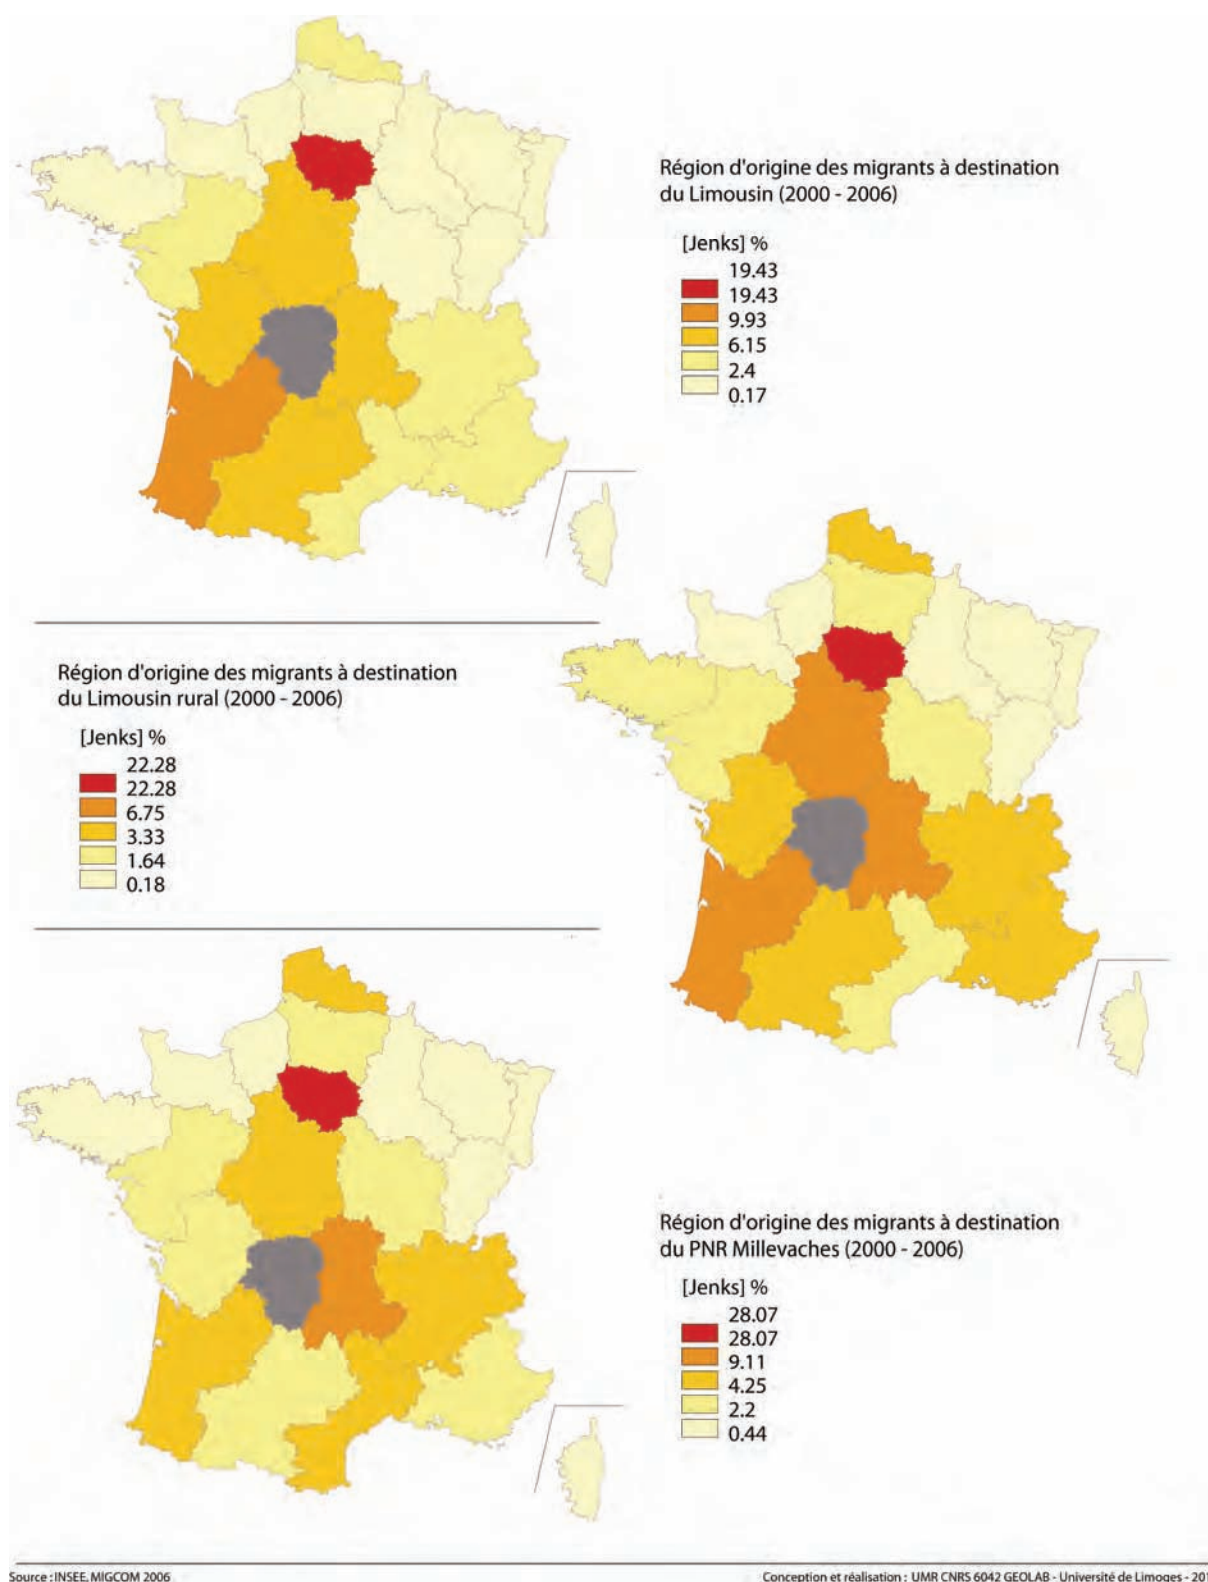 Région d'origine des migrants à destination
du Limousin (2000 - 2006)
[Jenks] %
19.43
19.43
9.93
6.15
2.4
0.17
Région d'origine des migrants à destination
du Limousin rural (2000 - 2006)
[Jenks] %
22.28
22.28
6.75
3.33
1.64
0.18
Région d'origine des migrants à destination
du PNR Millevaches (2000 - 2006)
[Jenks] %
28.07
28.07
9.11
4.25
2.2
0.44
Source : INSEE, MIGCOM 2006
Conception et réalisation : UMR CNRS 6042 GEOLAB - Université de Limoges -